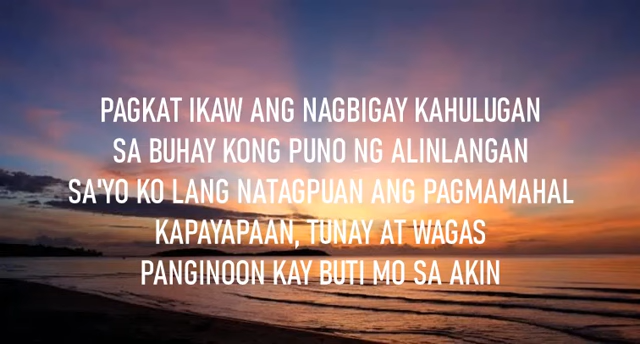 PAGKAT IKAW ANG NAGBIGAY KAHULUGAN
SA BUHAY KONG PUNO NG ALINLANGAN
SA'YO KO LANG NATAGPUAN ANG PAGMAMAHAL
KAPAYAPAAN, TUNAY AT WAGAS
PANGINOON KAY BUTI MO SA AKIN